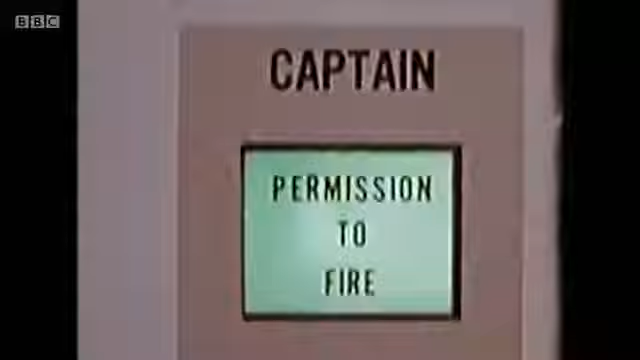 BBC
CAPTAIN
PERMISSION
TO
FIRE